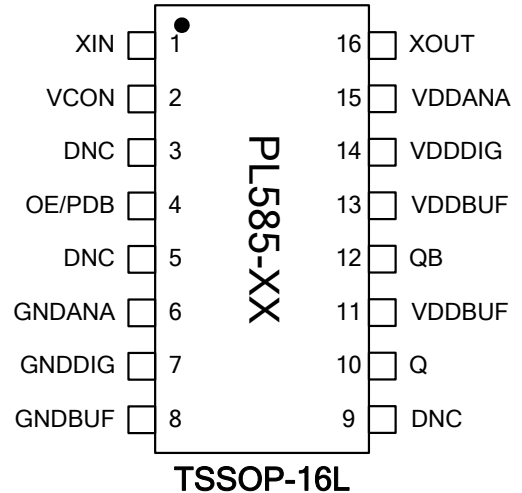 XIN 1 16 XOUT
VCON 2 15 VDDANA
DNC 3 14 VDDDIG
OE/PDB 4 13 VDDBUF
DNC 5 12 QB
GNDANA 6 11 VDDBUF
GNDDIG 7 10 Q
GNDBUF 8 9 DNC
PL585-XX
TSSOP-16L